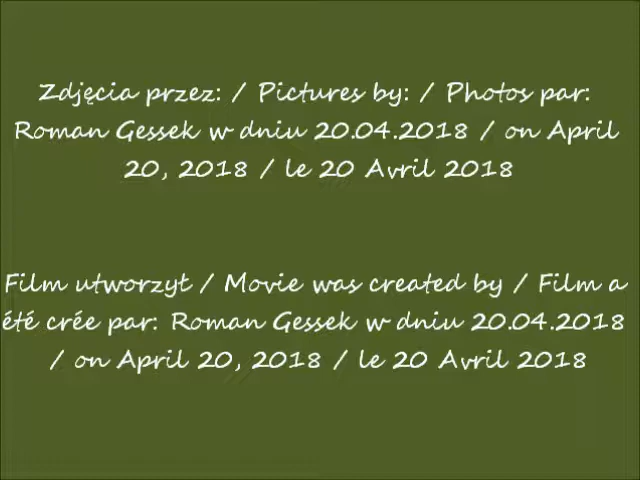 Zdjęcia przez: / Pictures by: / Photos par:
Roman Gessek w dniu 20.04.2018 / on April
20, 2018 / le 20 Avril 2018
Film utworzył / Movie was created by / Film a
été crée par: Roman Gessek w dniu 20.04.2018
/ on April 20, 2018 / le 20 Avril 2018